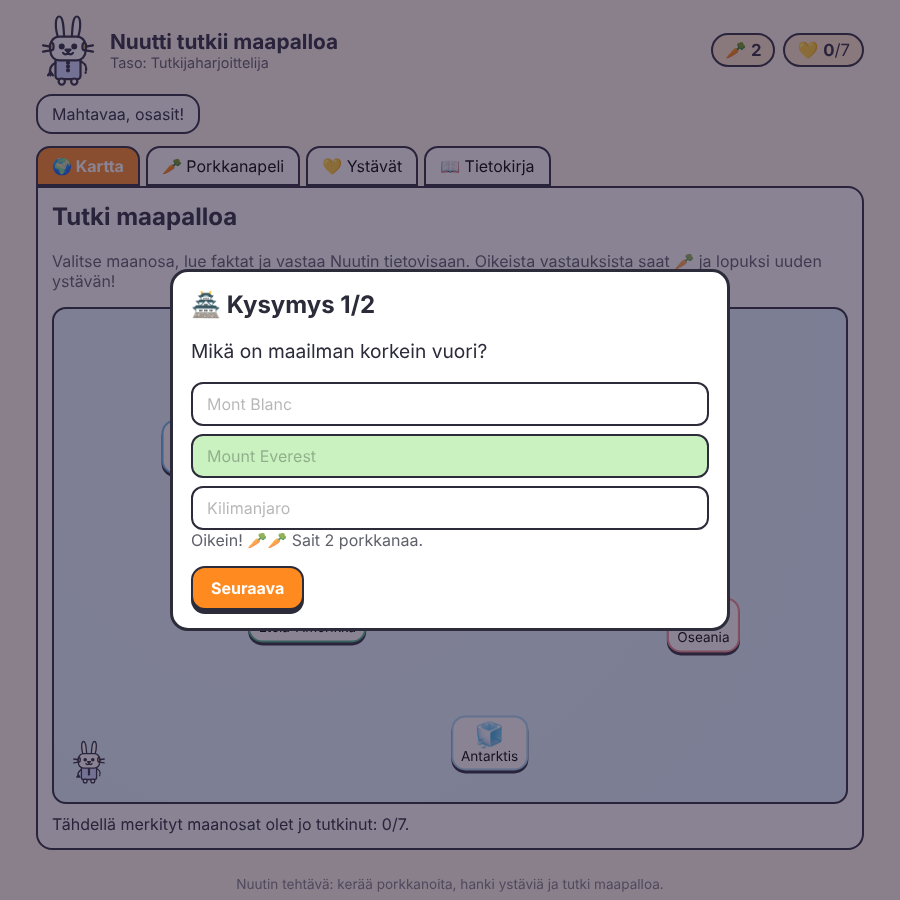 Nuutti tutkii maapalloa
Taso: Tutkijaharjoittelija
🥕 2
💛 0/7
Mahtavaa, osasit!
🌍 Kartta
🥕 Porkkanapeli
💛 Ystävät
📖 Tietokirja
Tutki maapalloa
Valitse maanosa, lue faktat ja vastaa Nuutin tietovisaan. Oikeista vastauksista saat 🥕 ja lopuksi uuden
ystävän!
🏯 Kysymys 1/2
Mikä on maailman korkein vuori?
Mont Blanc
Mount Everest
Kilimanjaro
Oikein! 🥕🥕 Sait 2 porkkanaa.
Seuraava
Oseania
Antarktis
Tähdellä merkityt maanosat olet jo tutkinut: 0/7.
Nuutin tehtävä: kerää porkkanoita, hanki ystäviä ja tutki maapalloa.